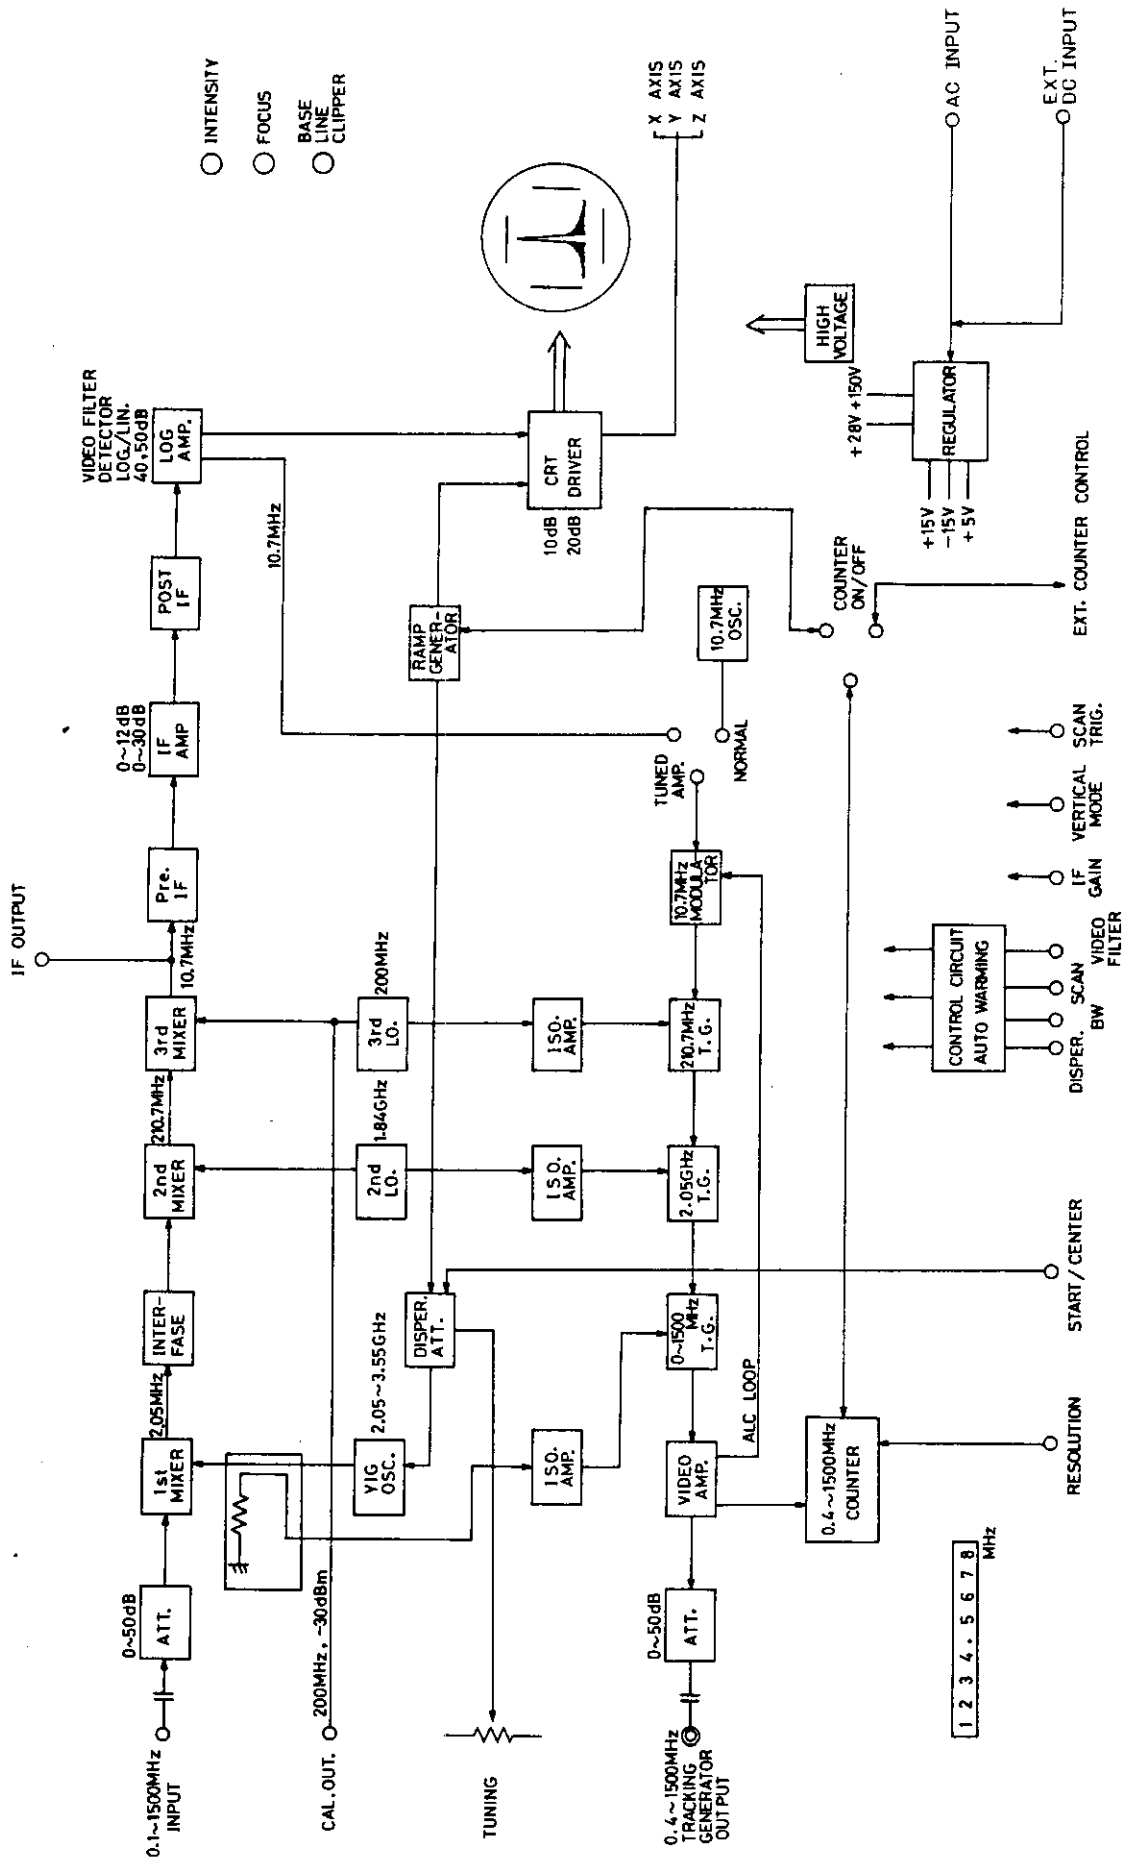 IF OUTPUT
0.1~1500MHz
INPUT
0~50dB
ATT.
1st
MIXER
2.05MHz
INTER-
FASE
2nd
MIXER
210.7MHz
3rd
MIXER
10.7MHz
Pre.
IF
0~12dB
0~30dB
IF
AMP
POST
IF
VIDEO FILTER
DETECTOR
LOG./LIN.
40,50dB
LOG
AMP.
INTENSITY
FOCUS
BASE
LINE
CLIPPER
10.7MHz
CAL.OUT.
200MHz, -30dBm
YIG
OSC.
2.05~3.55GHz
2nd
LO.
1.84GHz
3rd
LO.
200MHz
TUNING
DISPER.
ATT.
RAMP
GENER-
ATOR
10dB
20dB
CRT
DRIVER
X AXIS
Y AXIS
Z AXIS
ISO.
AMP.
ISO.
AMP.
ISO.
AMP.
0.4~1500MHz
TRACKING
GENERATOR
OUTPUT
0~50dB
ATT.
VIDEO
AMP.
0~1500
MHz
T.G.
2.05GHz
T.G.
210.7MHz
T.G.
10.7MHz
MODULA
TOR
TUNED
AMP.
NORMAL
10.7MHz
OSC.
ALC LOOP
0.4~1500MHz
COUNTER
COUNTER
ON/OFF
HIGH
VOLTAGE
+28V +150V
REGULATOR
+15V
-15V
+5V
AC INPUT
EXT.
DC INPUT
1 2 3 4 . 5 6 7 8
MHz
RESOLUTION
START/CENTER
CONTROL CIRCUIT
AUTO WARMING
DISPER.
BW
SCAN
VIDEO
FILTER
IF
GAIN
VERTICAL
MODE
SCAN
TRIG.
EXT. COUNTER CONTROL